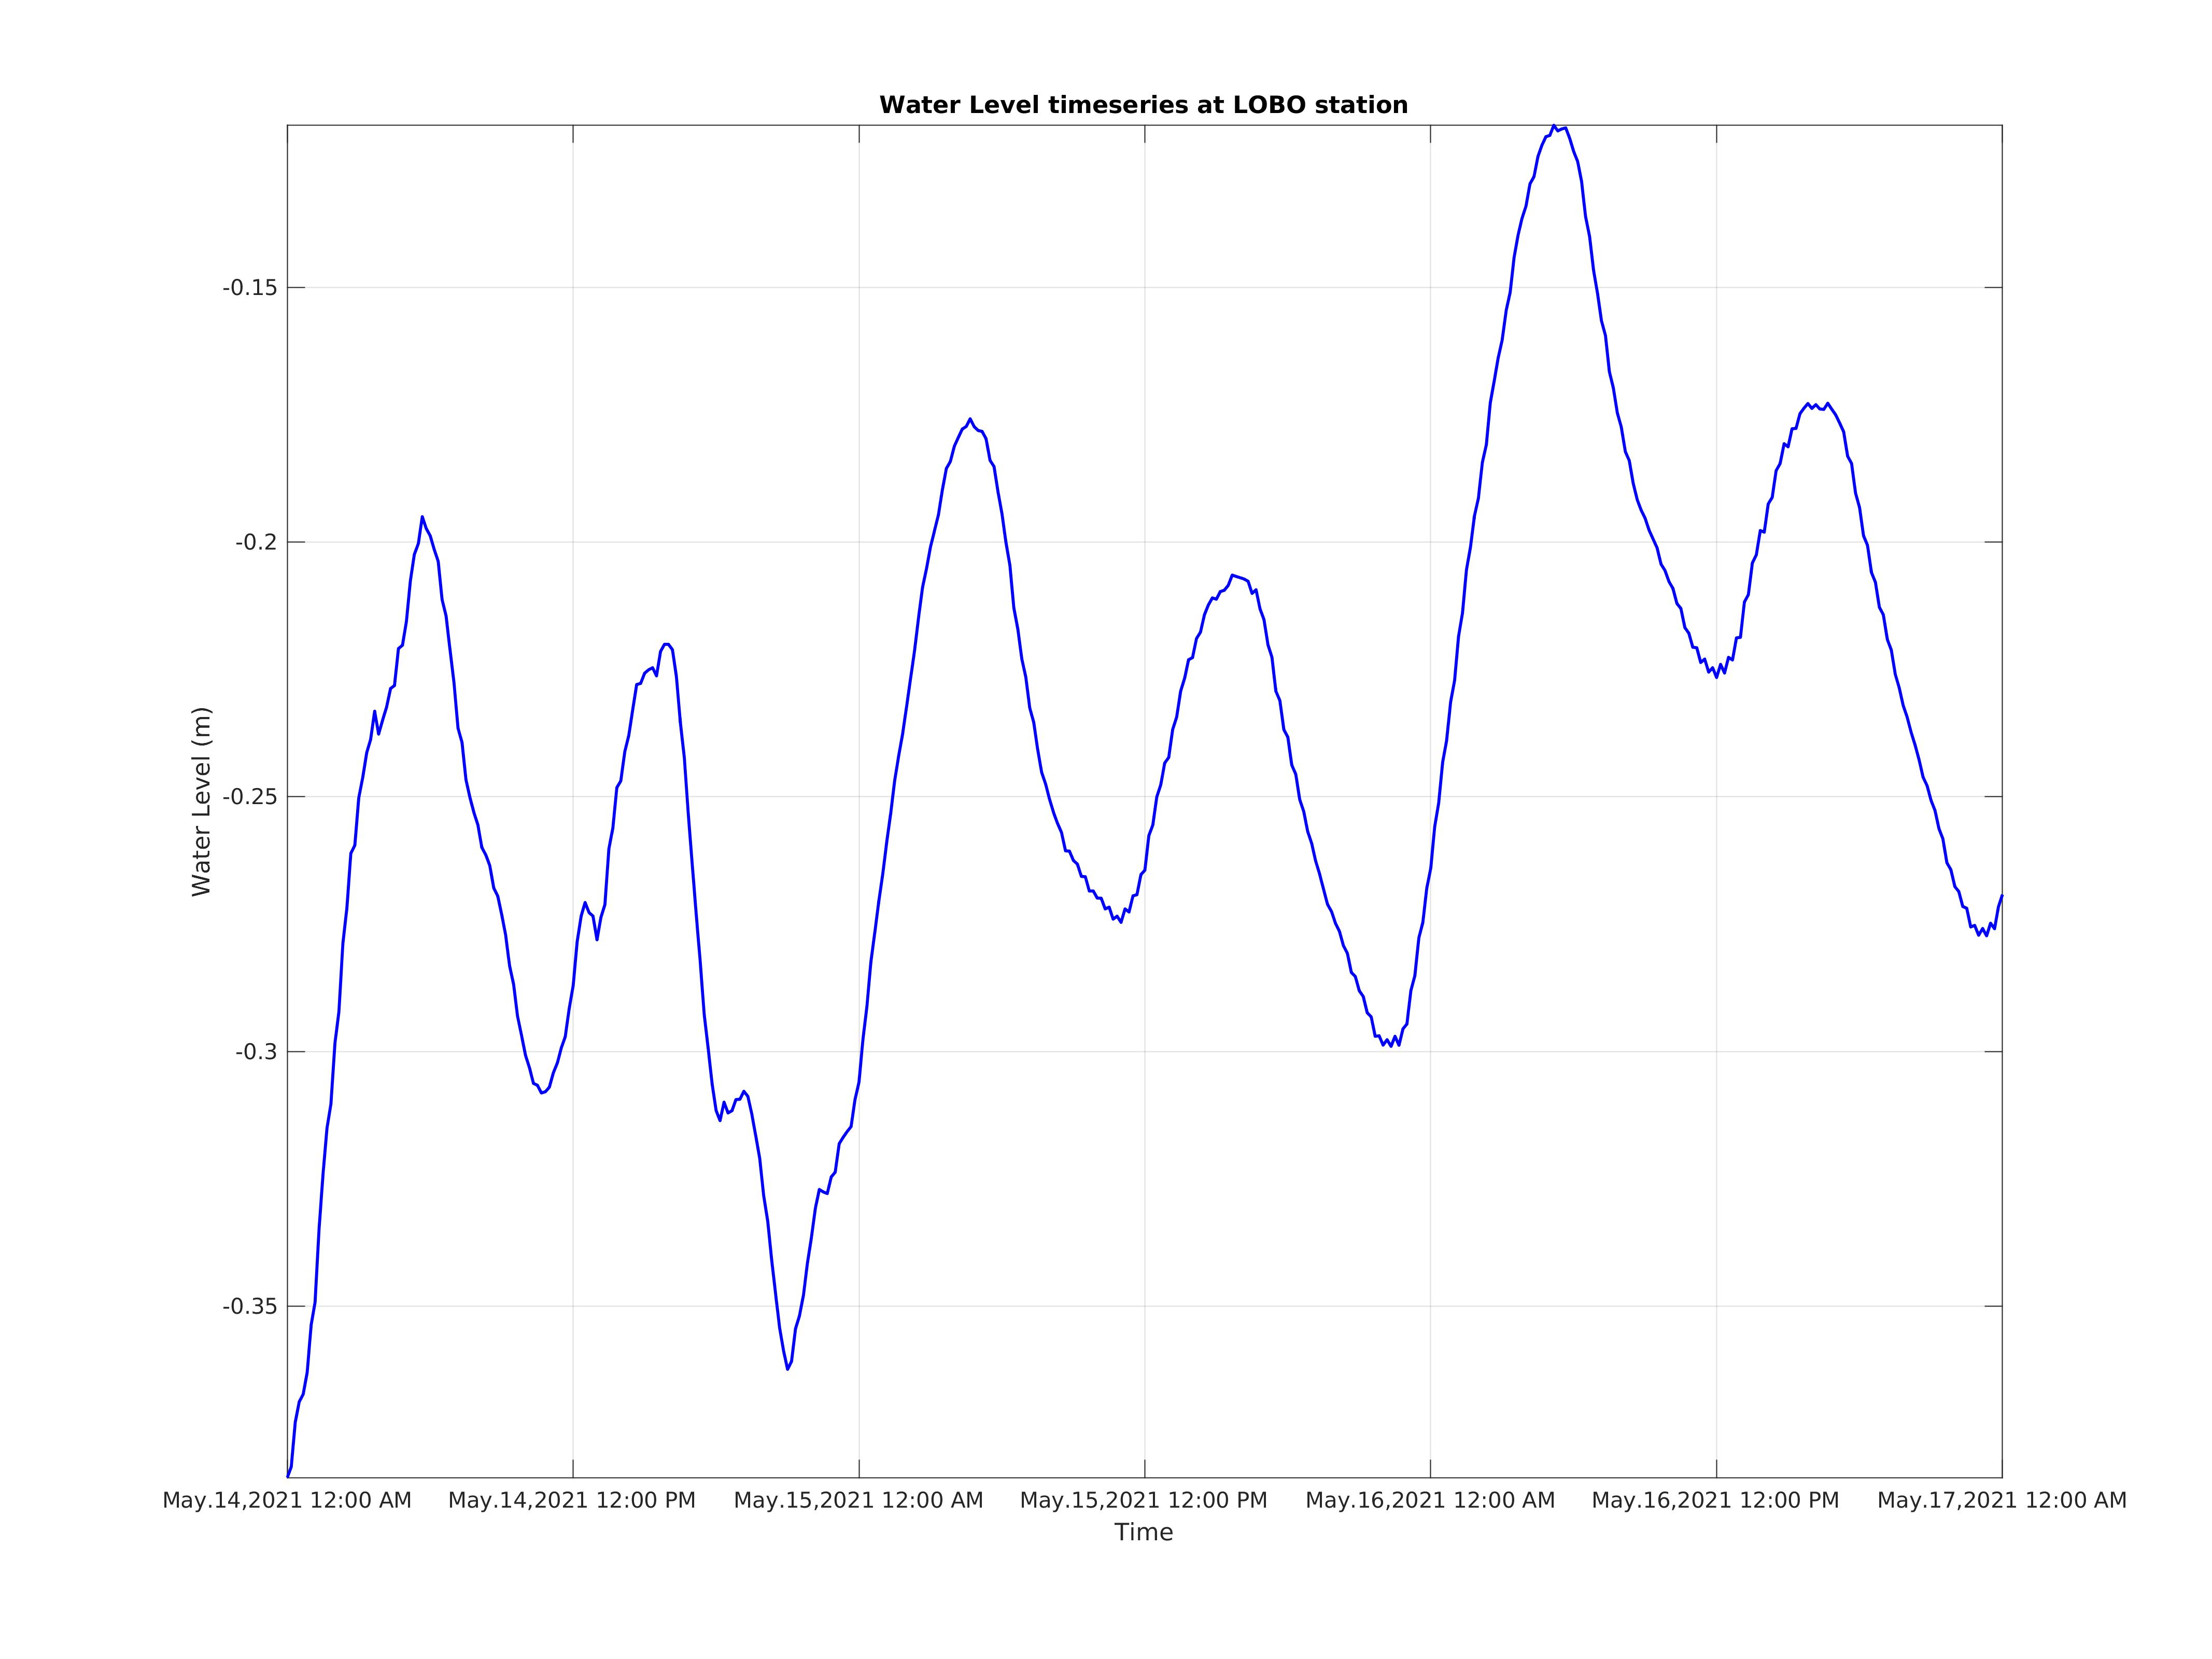 Water Level timeseries at LOBO station
-0.15
-0.2
-0.25
-0.3
-0.35
Water Level (m)
May.14,2021 12:00 AM May.14,2021 12:00 PM May.15,2021 12:00 AM May.15,2021 12:00 PM May.16,2021 12:00 AM May.16,2021 12:00 PM May.17,2021 12:00 AM
Time